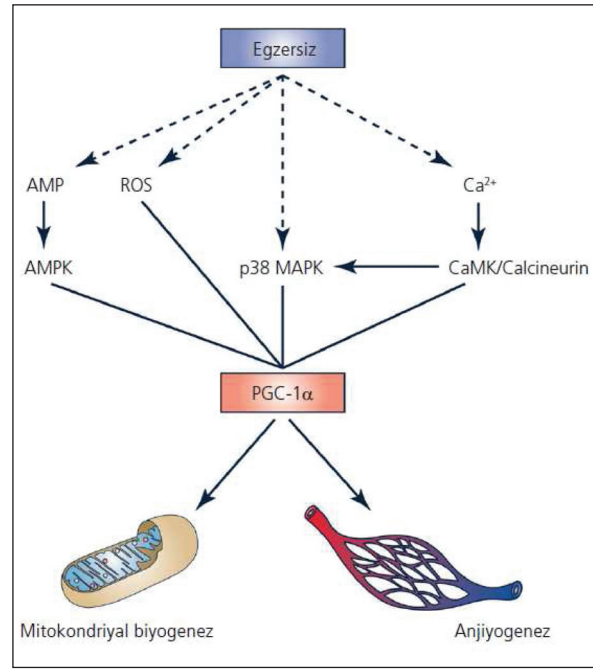 Egzersiz
AMP
ROS
Ca²⁺
AMPK
p38 MAPK
CaMK/Calcineurin
PGC-1α
Mitokondriyal biyogenez
Anjiyogenez